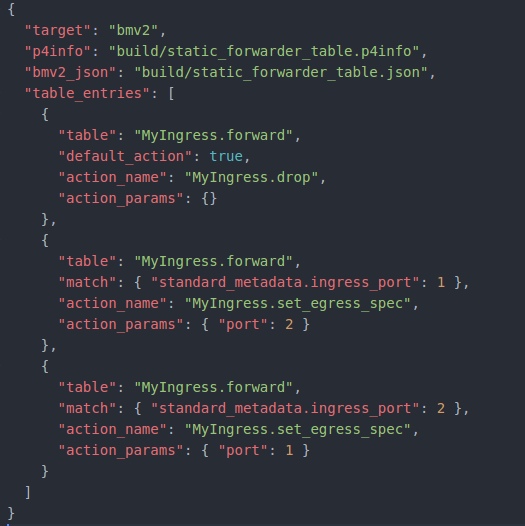 {
  "target": "bmv2",
  "p4info": "build/static_forwarder_table.p4info",
  "bmv2_json": "build/static_forwarder_table.json",
  "table_entries": [
    {
      "table": "MyIngress.forward",
      "default_action": true,
      "action_name": "MyIngress.drop",
      "action_params": {}
    },
    {
      "table": "MyIngress.forward",
      "match": { "standard_metadata.ingress_port": 1 },
      "action_name": "MyIngress.set_egress_spec",
      "action_params": { "port": 2 }
    },
    {
      "table": "MyIngress.forward",
      "match": { "standard_metadata.ingress_port": 2 },
      "action_name": "MyIngress.set_egress_spec",
      "action_params": { "port": 1 }
    }
  ]
}